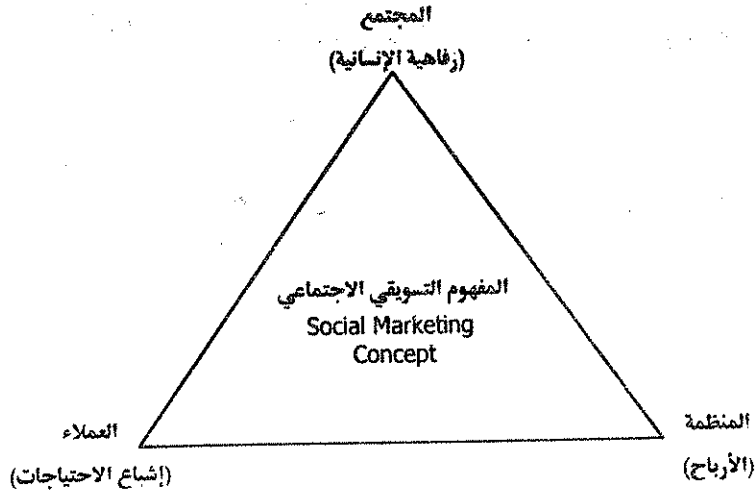 المجتمع
(رفاهية الإنسانية)
المفهوم التسويقي الاجتماعي
Social Marketing
Concept
المنظمة
(الأرباح)
العملاء
(إشباع الاحتياجات)